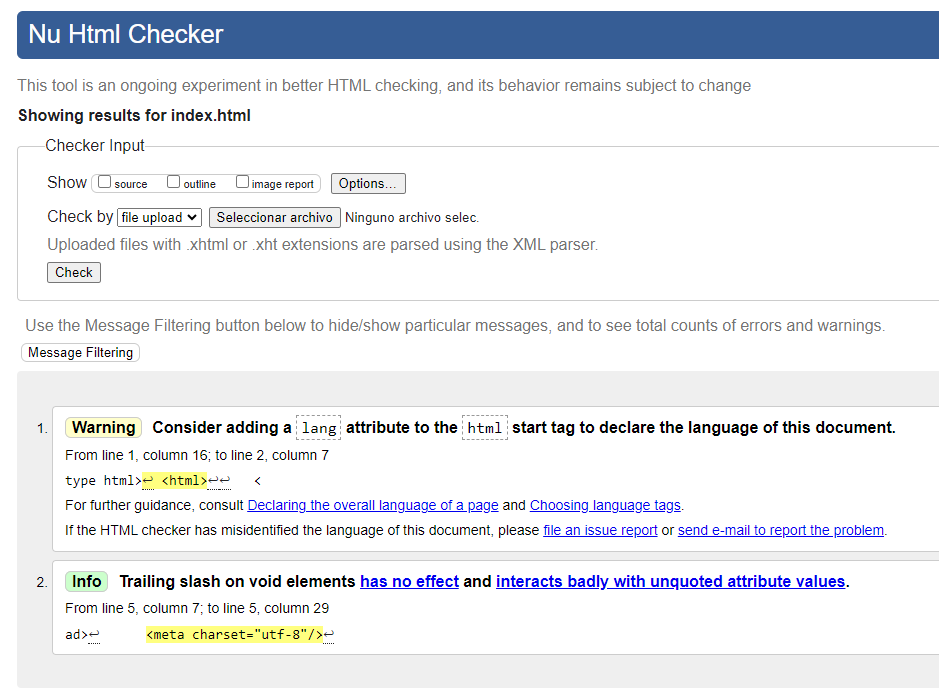 Nu Html Checker
This tool is an ongoing experiment in better HTML checking, and its behavior remains subject to change
Showing results for index.html
Checker Input
Show source outline image report Options...
Check by file upload Seleccionar archivo Ninguno archivo selec.
Uploaded files with .xhtml or .xht extensions are parsed using the XML parser.
Check
Use the Message Filtering button below to hide/show particular messages, and to see total counts of errors and warnings.
Message Filtering
1. Warning Consider adding a lang attribute to the html start tag to declare the language of this document.
From line 1, column 16; to line 2, column 7
type html>↩ <html>↩↩ <
For further guidance, consult Declaring the overall language of a page and Choosing language tags.
If the HTML checker has misidentified the language of this document, please file an issue report or send e-mail to report the problem.
2. Info Trailing slash on void elements has no effect and interacts badly with unquoted attribute values.
From line 5, column 7; to line 5, column 29
ad>↩ <meta charset="utf-8"/>↩